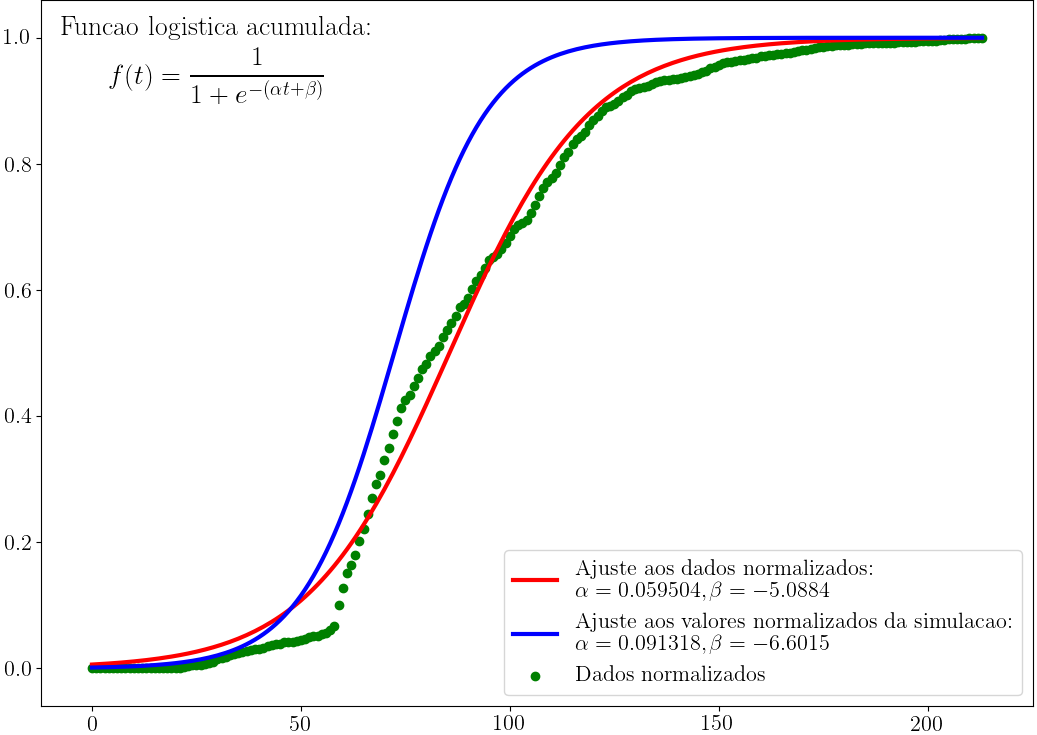 Funcao logistica acumulada:
f(t) = 1 / (1 + e^{−(αt+β)})
1.0
0.8
0.6
0.4
0.2
0.0
Ajuste aos dados normalizados:
α = 0.059504, β = −5.0884
Ajuste aos valores normalizados da simulacao:
α = 0.091318, β = −6.6015
Dados normalizados
0 50 100 150 200